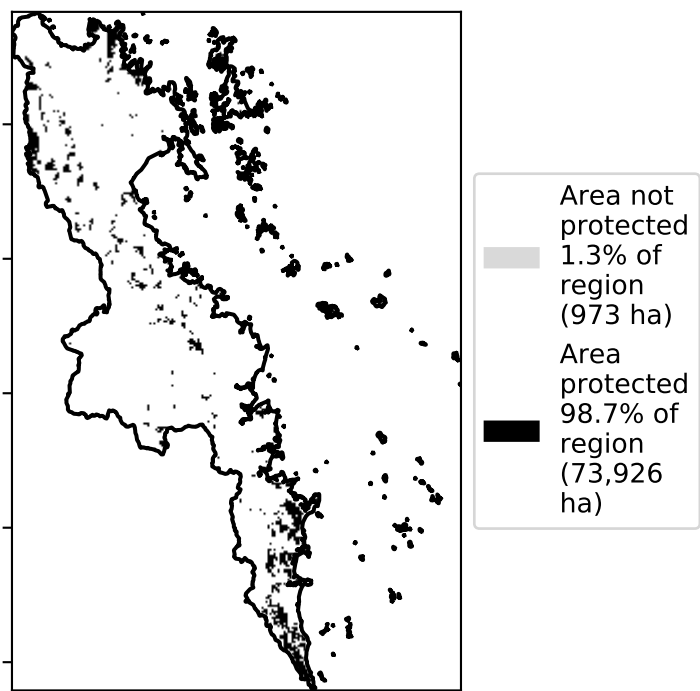 Area not
protected
1.3% of
region
(973 ha)
Area
protected
98.7% of
region
(73,926
ha)